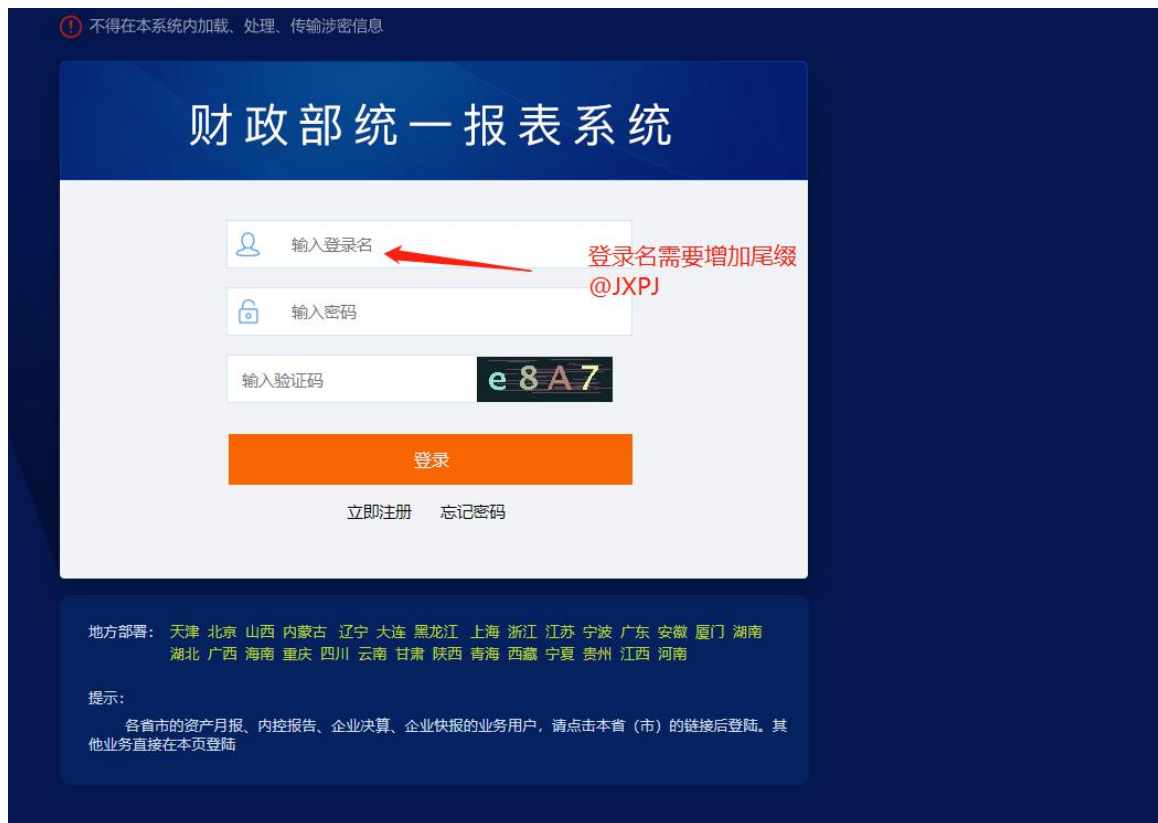 不得在本系统内加载、处理、传输涉密信息
财政部统一报表系统
输入登录名
登录名需要增加尾缀
@JXPJ
输入密码
输入验证码
e8A7
登录
立即注册 忘记密码
地方部署： 天津 北京 山西 内蒙古 辽宁 大连 黑龙江 上海 浙江 江苏 宁波 广东 安徽 厦门 湖南
湖北 广西 海南 重庆 四川 云南 甘肃 陕西 青海 西藏 宁夏 贵州 江西 河南
提示：
各省市的资产月报、内控报告、企业决算、企业快报的业务用户，请点击本省（市）的链接后登陆。其
他业务直接在本页登陆